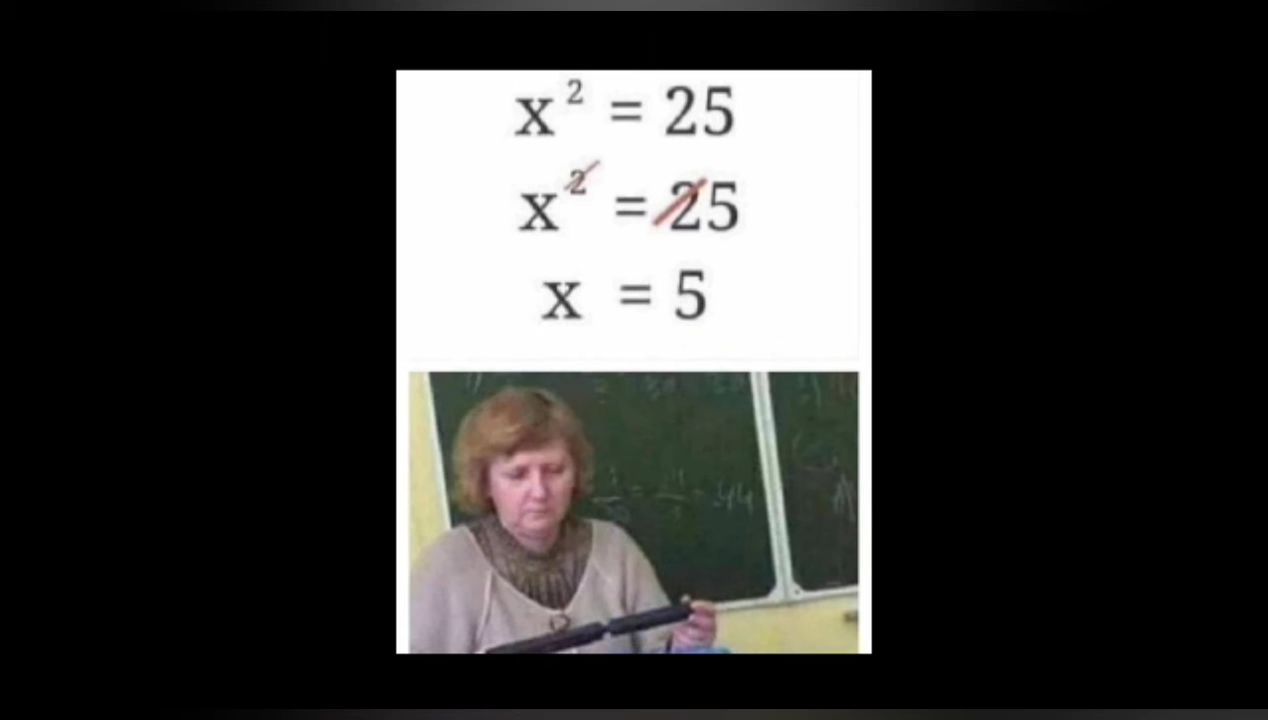 x² = 25
x² = 25
x = 5